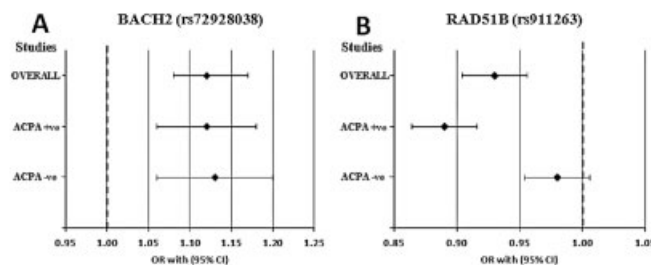 A
BACH2 (rs72928038)
Studies
OVERALL
ACPA +ve
ACPA -ve
0.95 1.00 1.05 1.10 1.15 1.20 1.25
OR with (95% CI)
B
RAD51B (rs911263)
Studies
OVERALL
ACPA +ve
ACPA -ve
0.85 0.90 0.95 1.00 1.05
OR with (95% CI)